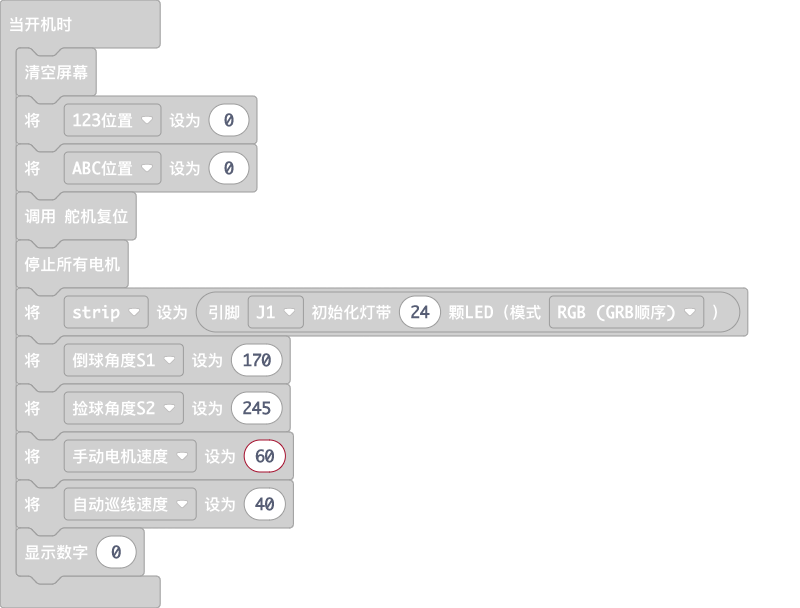 当开机时
清空屏幕
将 123位置 设为 0
将 ABC位置 设为 0
调用 舵机复位
停止所有电机
将 strip 设为 引脚 J1 初始化灯带 24 颗LED（模式 RGB (GRB顺序) ）
将 倒球角度S1 设为 170
将 捡球角度S2 设为 245
将 手动电机速度 设为 60
将 自动巡线速度 设为 40
显示数字 0